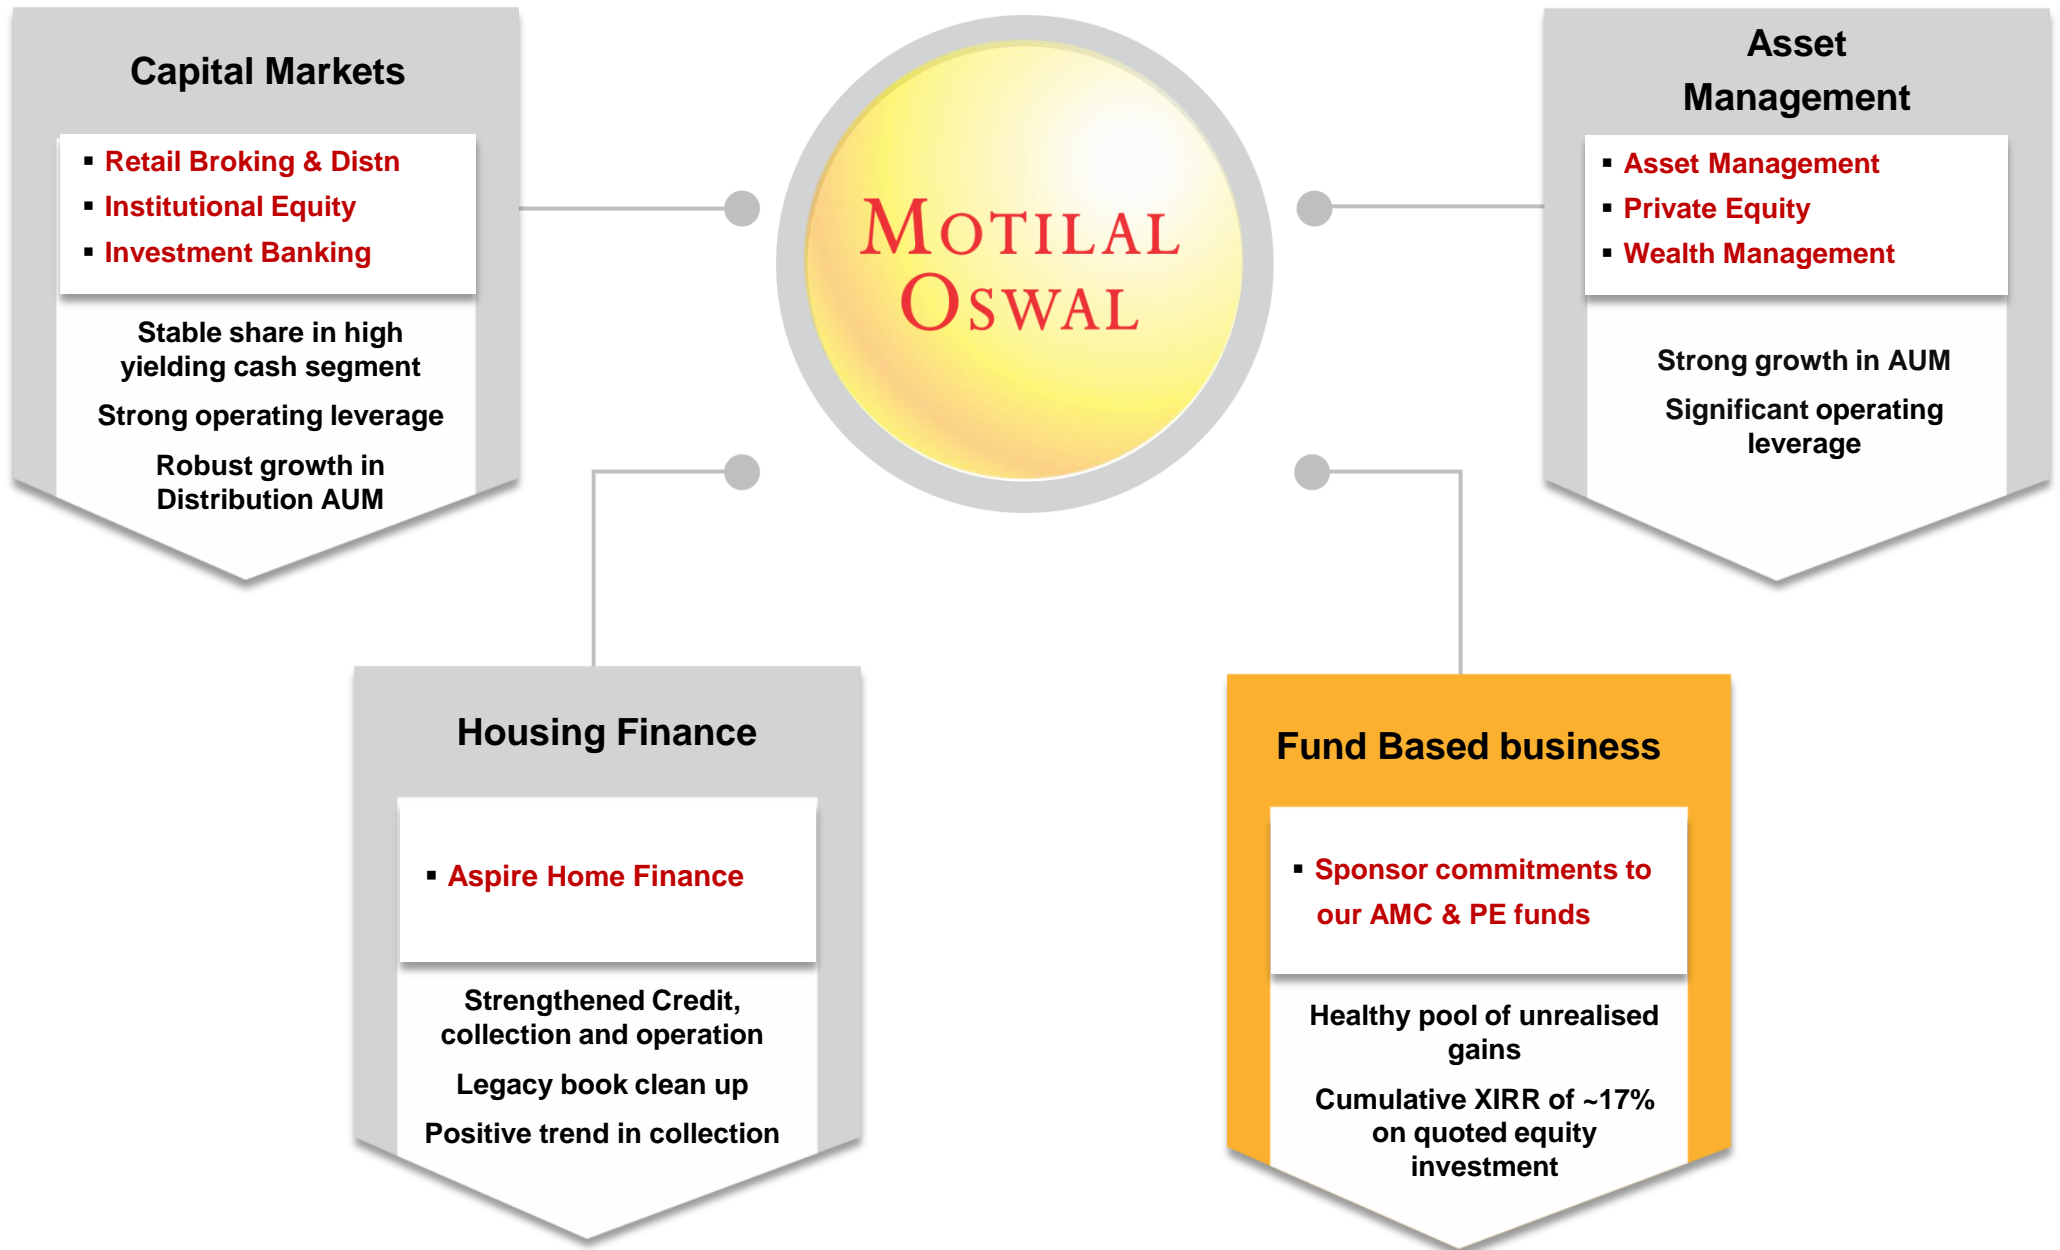 Capital Markets
▪ Retail Broking & Distn
▪ Institutional Equity
▪ Investment Banking
Stable share in high
yielding cash segment
Strong operating leverage
Robust growth in
Distribution AUM
MOTILAL
OSWAL
Asset
Management
▪ Asset Management
▪ Private Equity
▪ Wealth Management
Strong growth in AUM
Significant operating
leverage
Housing Finance
▪ Aspire Home Finance
Strengthened Credit,
collection and operation
Legacy book clean up
Positive trend in collection
Fund Based business
▪ Sponsor commitments to
our AMC & PE funds
Healthy pool of unrealised
gains
Cumulative XIRR of ~17%
on quoted equity
investment